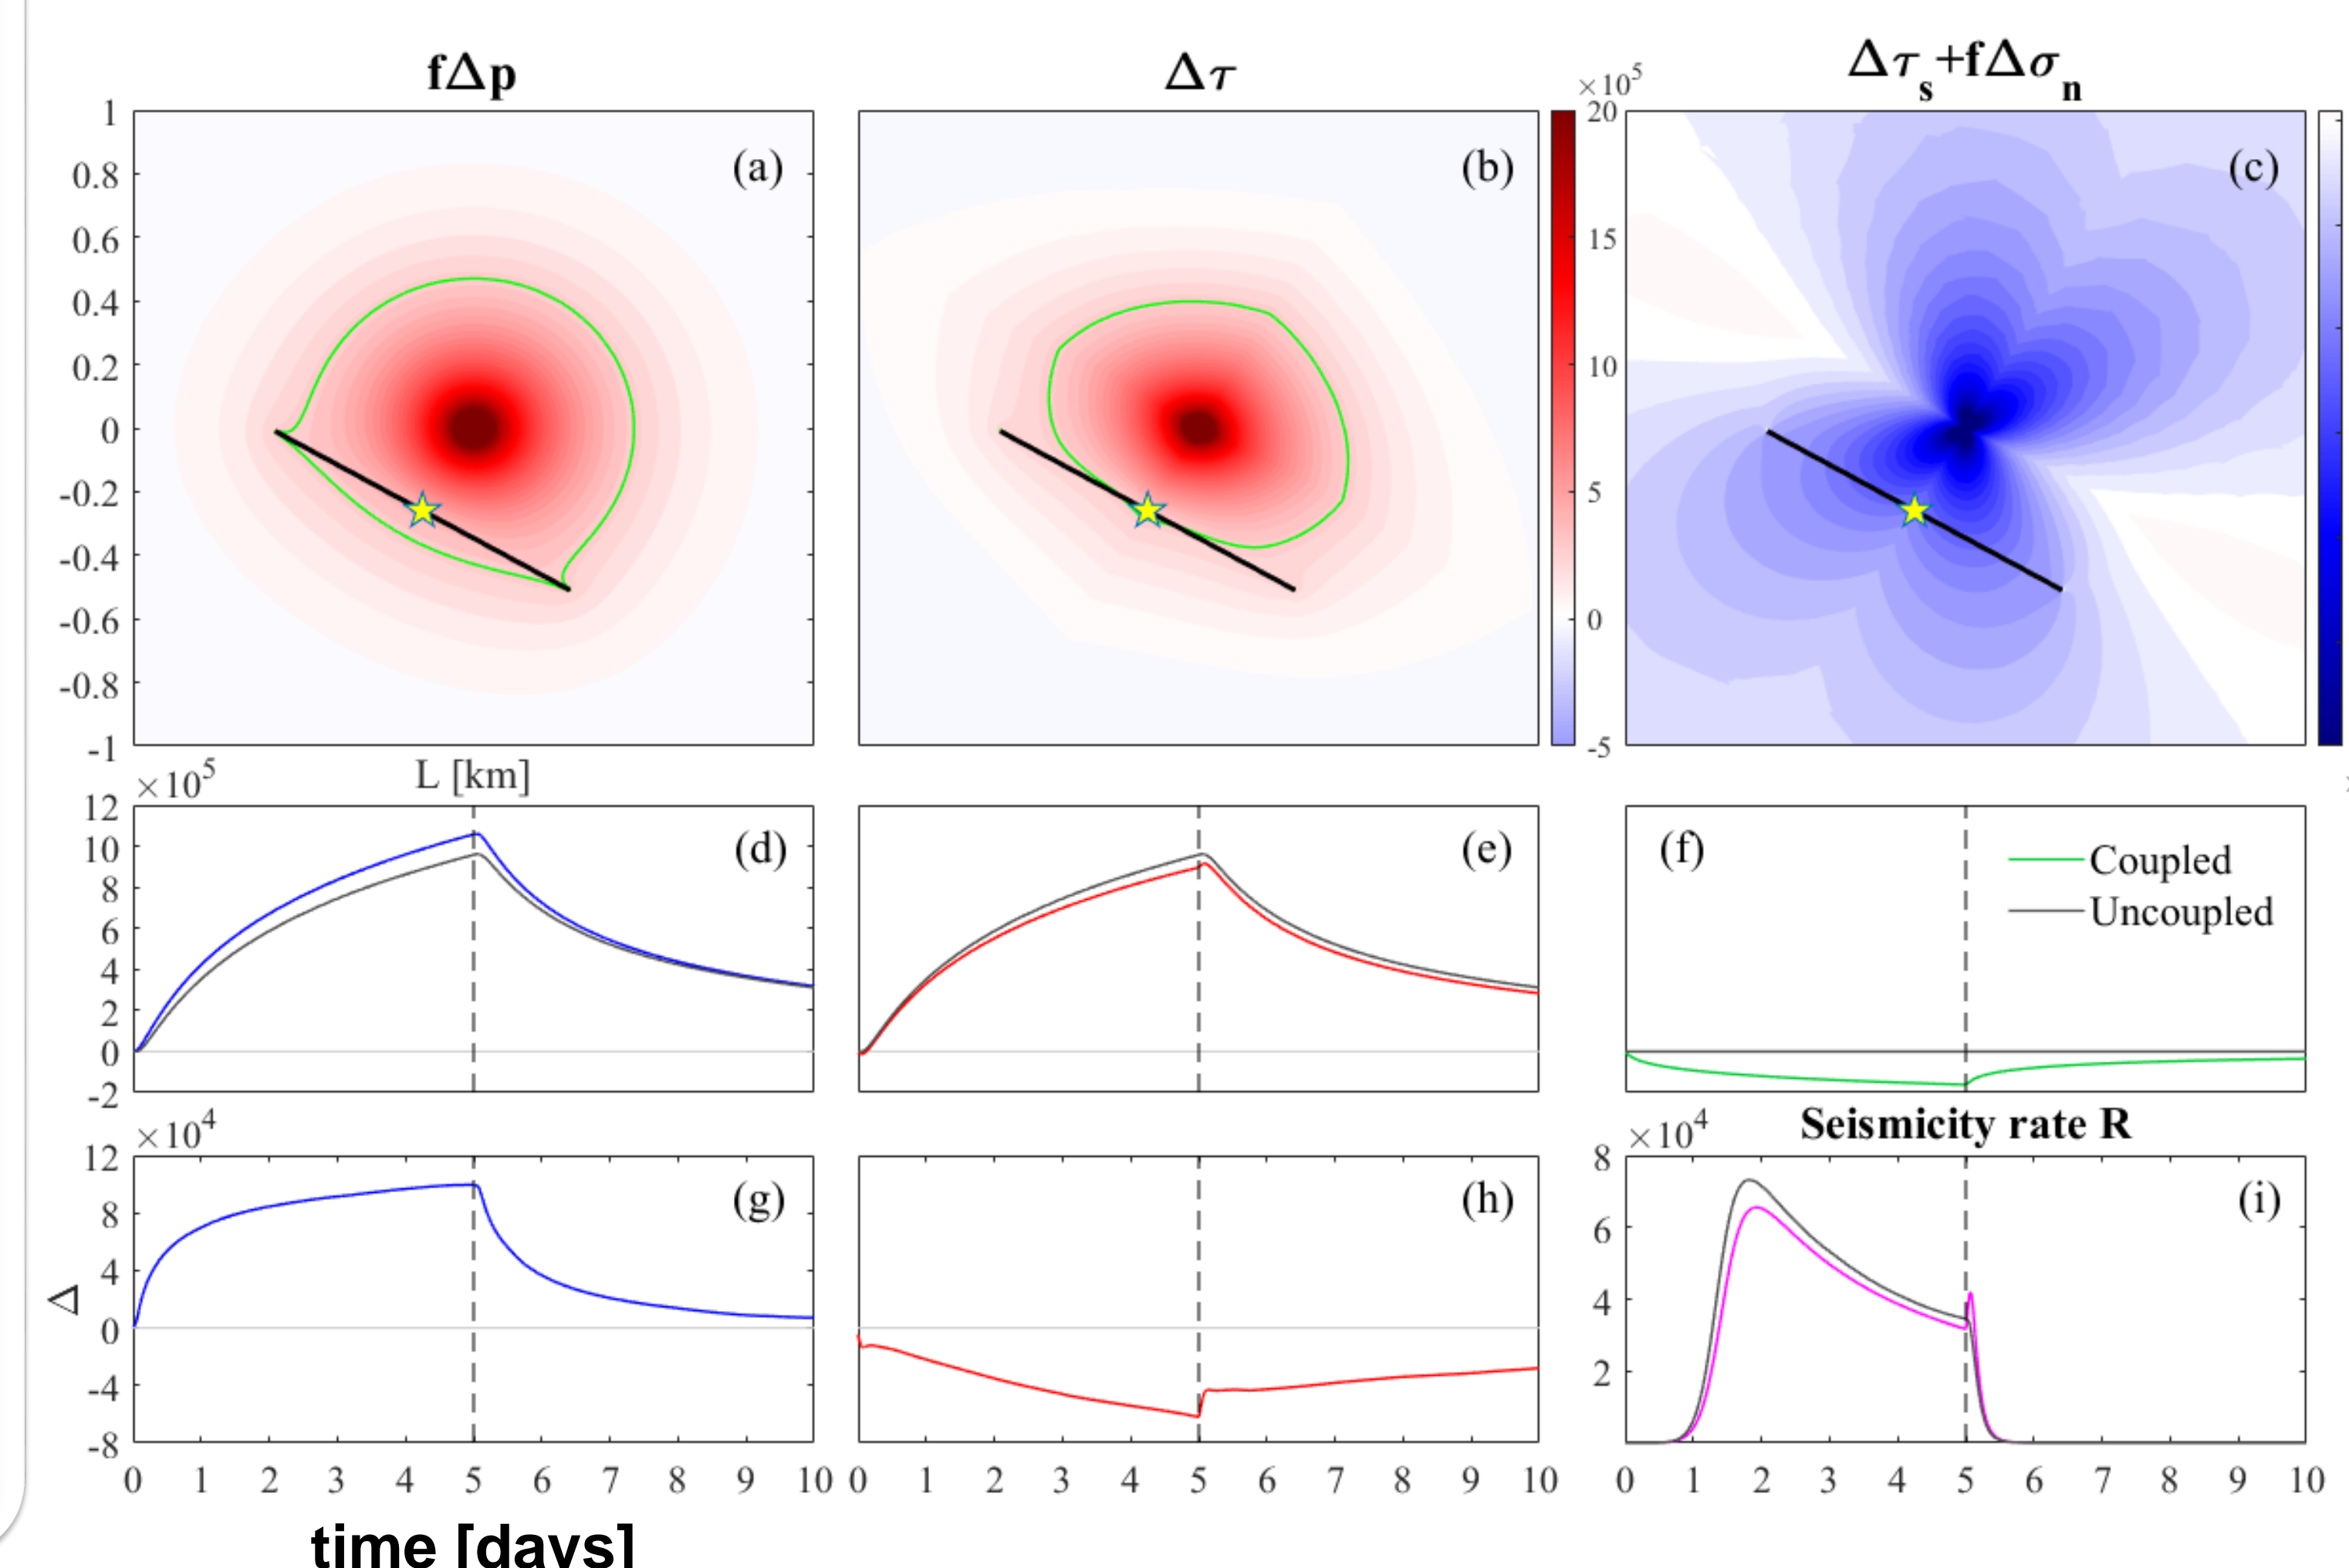 fΔp
Δτ
Δτs+fΔσn
×10^5
(a)
(b)
(c)
1
0.8
0.6
0.4
0.2
0
-0.2
-0.4
-0.6
-0.8
-1
20
15
10
5
0
-5
L [km]
×10^5
12
10
8
6
4
2
0
-2
(d)
(e)
(f)
Coupled
Uncoupled
×10^4
12
8
4
0
-4
-8
Δ
(g)
(h)
Seismicity rate R
×10^4
8
6
4
2
(i)
0 1 2 3 4 5 6 7 8 9 10
0 1 2 3 4 5 6 7 8 9 10
0 1 2 3 4 5 6 7 8 9 10
time [days]